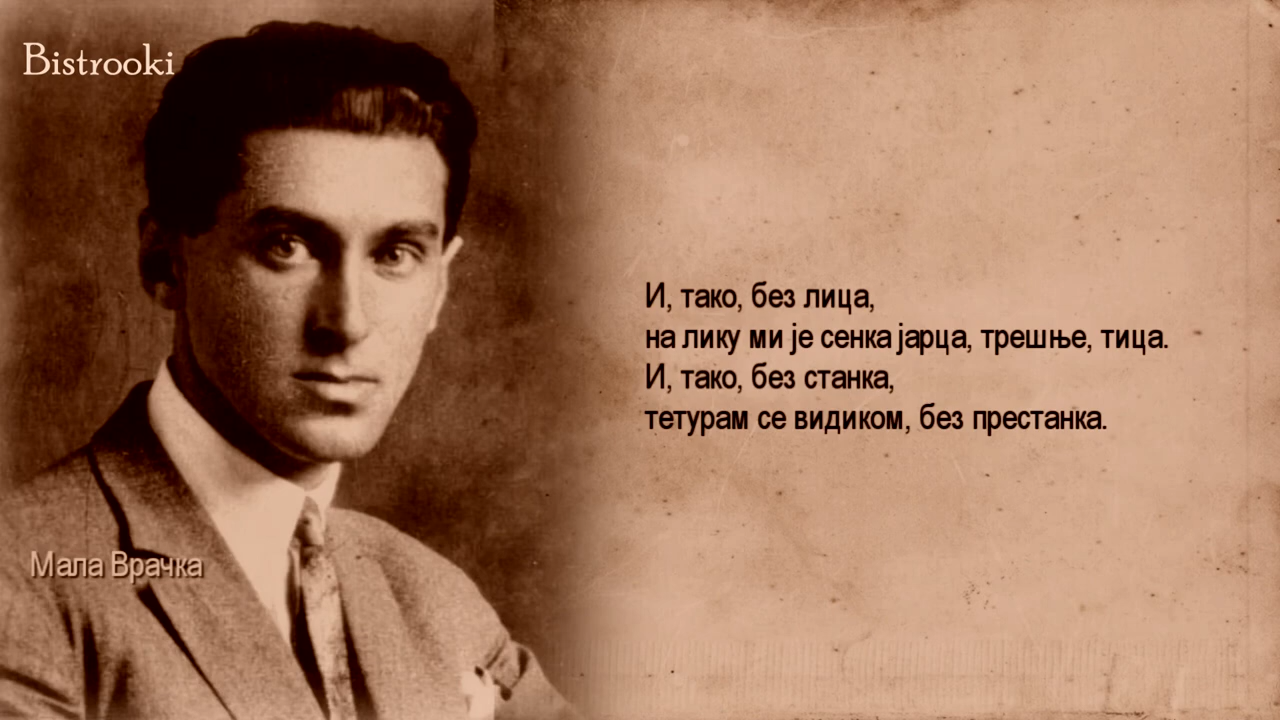 Bistrooki
И, тако, без лица,
на лику ми је сенка јарца, трешње, тица.
И, тако, без станка,
тетурам се видиком, без престанка.
Мала Врачка